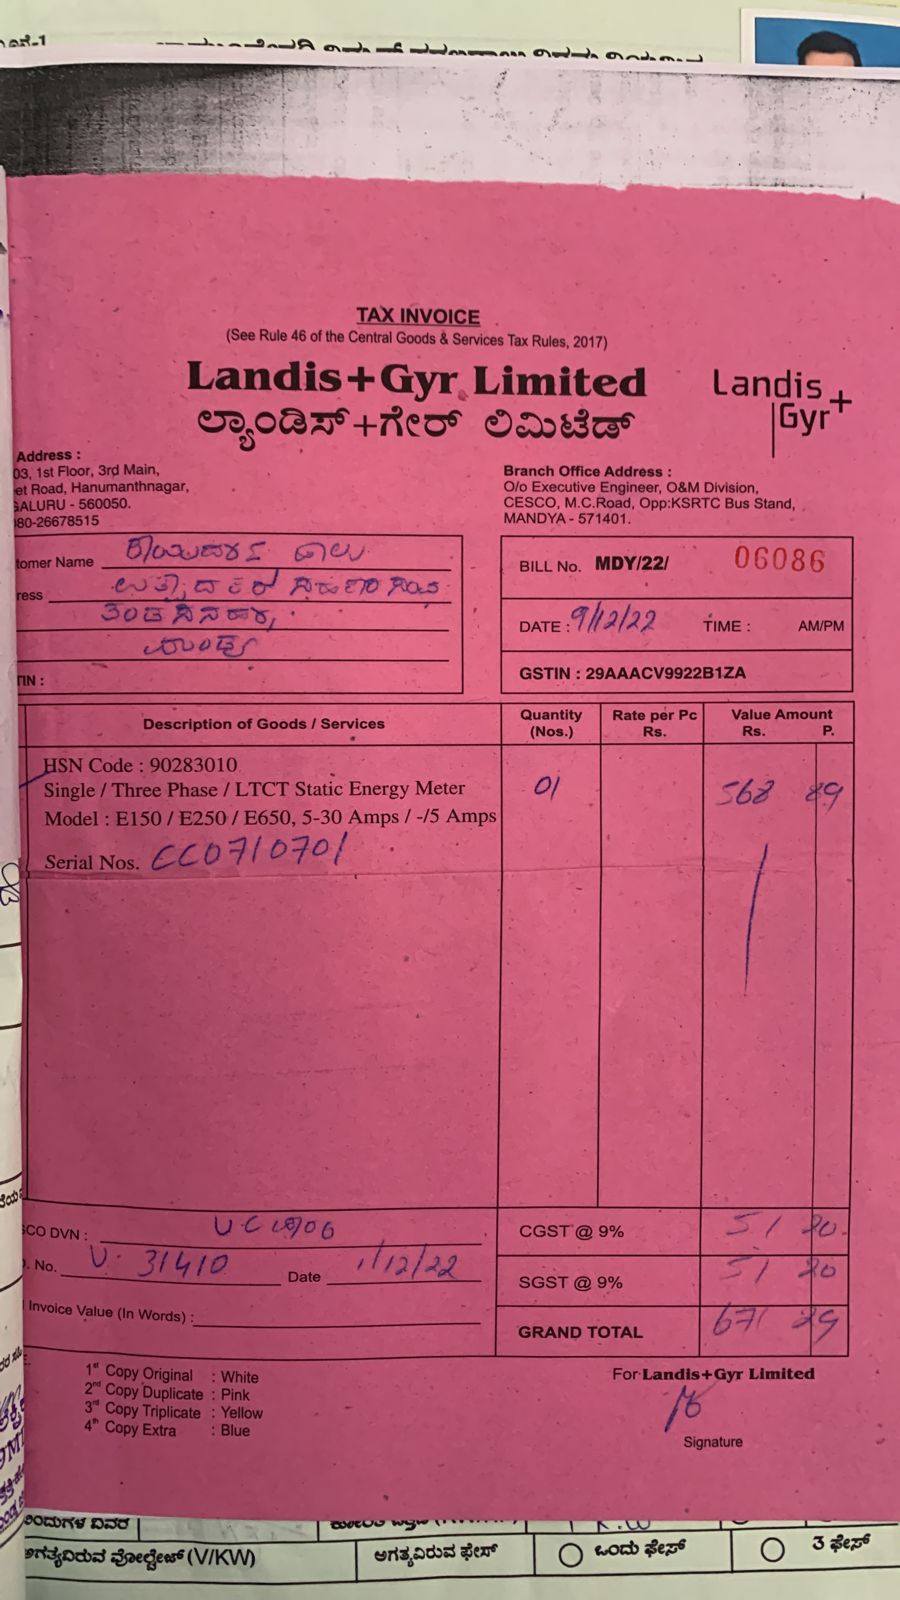 TAX INVOICE
(See Rule 46 of the Central Goods & Services Tax Rules, 2017)
Landis+Gyr Limited
ಲ್ಯಾಂಡಿಸ್+ಗೇರ್ ಲಿಮಿಟೆಡ್
Landis+
Gyr
Address :
03, 1st Floor, 3rd Main,
et Road, Hanumanthnagar,
GALURU - 560050.
080-26678515
Branch Office Address :
O/o Executive Engineer, O&M Division,
CESCO, M.C.Road, Opp:KSRTC Bus Stand,
MANDYA - 571401.
tomer Name
ress
TIN :
BILL No. MDY/22/ 06086
DATE : 9/12/22 TIME : AM/PM
GSTIN : 29AAACV9922B1ZA
Description of Goods / Services
Quantity (Nos.)
Rate per Pc Rs.
Value Amount Rs. P.
HSN Code : 90283010
Single / Three Phase / LTCT Static Energy Meter 01 568 89
Model : E150 / E250 / E650, 5-30 Amps / -/5 Amps
Serial Nos. CC0710701
CO DVN :
CGST @ 9% 51 20
. No. V. 31410 Date 1/12/22
SGST @ 9% 51 20
Invoice Value (In Words) :
GRAND TOTAL 671 29
1st Copy Original : White
2nd Copy Duplicate : Pink
3rd Copy Triplicate : Yellow
4th Copy Extra : Blue
For Landis+Gyr Limited
Signature
ಅಗತ್ಯವಿರುವ ವೋಲ್ಟೇಜ್ (V/KW) ಅಗತ್ಯವಿರುವ ಫೇಸ್ ಒಂದು ಫೇಸ್ 3 ಫೇಸ್